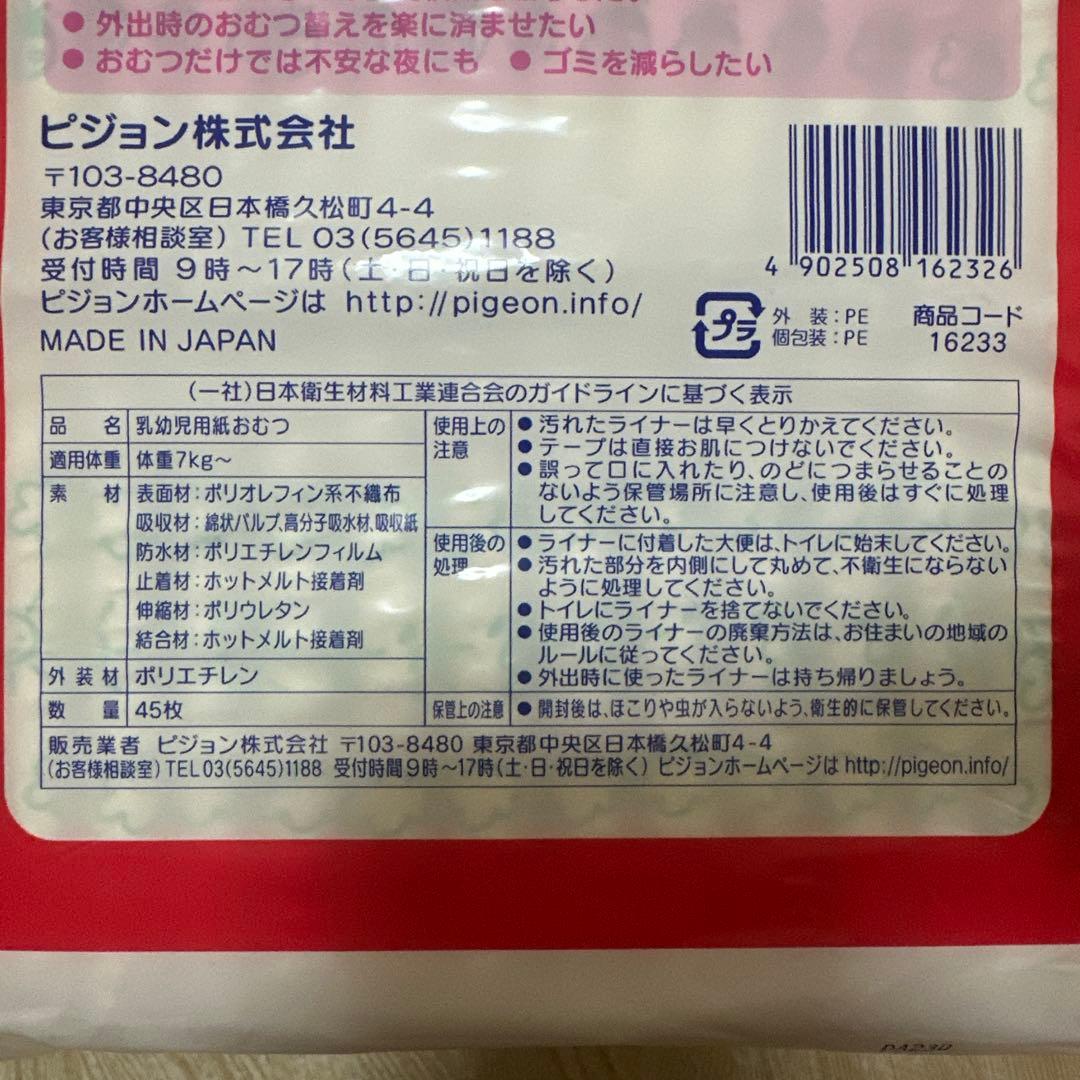 ● 外出時のおむつ替えを楽に済ませたい
● おむつだけでは不安な夜にも ● ゴミを減らしたい
ピジョン株式会社
〒103-8480
東京都中央区日本橋久松町4-4
(お客様相談室) TEL 03(5645)1188
受付時間 9時~17時(土・日・祝日を除く)
ピジョンホームページは http://pigeon.info/
MADE IN JAPAN
4 902508 162326
プラ
外 装:PE
個包装:PE
商品コード
16233
(一社)日本衛生材料工業連合会のガイドラインに基づく表示
品 名 乳幼児用紙おむつ
適用体重 体重7kg~
素 材 表面材:ポリオレフィン系不織布
吸収材:綿状パルプ、高分子吸水材、吸収紙
防水材:ポリエチレンフィルム
止着材:ホットメルト接着剤
伸縮材:ポリウレタン
結合材:ホットメルト接着剤
外装材 ポリエチレン
数 量 45枚
使用上の
注意
● 汚れたライナーは早くとりかえてください。
● テープは直接お肌につけないでください。
● 誤って口に入れたり、のどにつまらせることの
ないよう保管場所に注意し、使用後はすぐに処理
してください。
使用後の
処理
● ライナーに付着した大便は、トイレに始末してください。
● 汚れた部分を内側にして丸めて、不衛生にならない
ように処理してください。
● トイレにライナーを捨てないでください。
● 使用後のライナーの廃棄方法は、お住まいの地域の
ルールに従ってください。
● 外出時に使ったライナーは持ち帰りましょう。
保管上の注意 ● 開封後は、ほこりや虫が入らないよう、衛生的に保管してください。
販売業者 ピジョン株式会社 〒103-8480 東京都中央区日本橋久松町4-4
(お客様相談室)TEL03(5645)1188 受付時間9時~17時(土・日・祝日を除く) ピジョンホームページは http://pigeon.info/